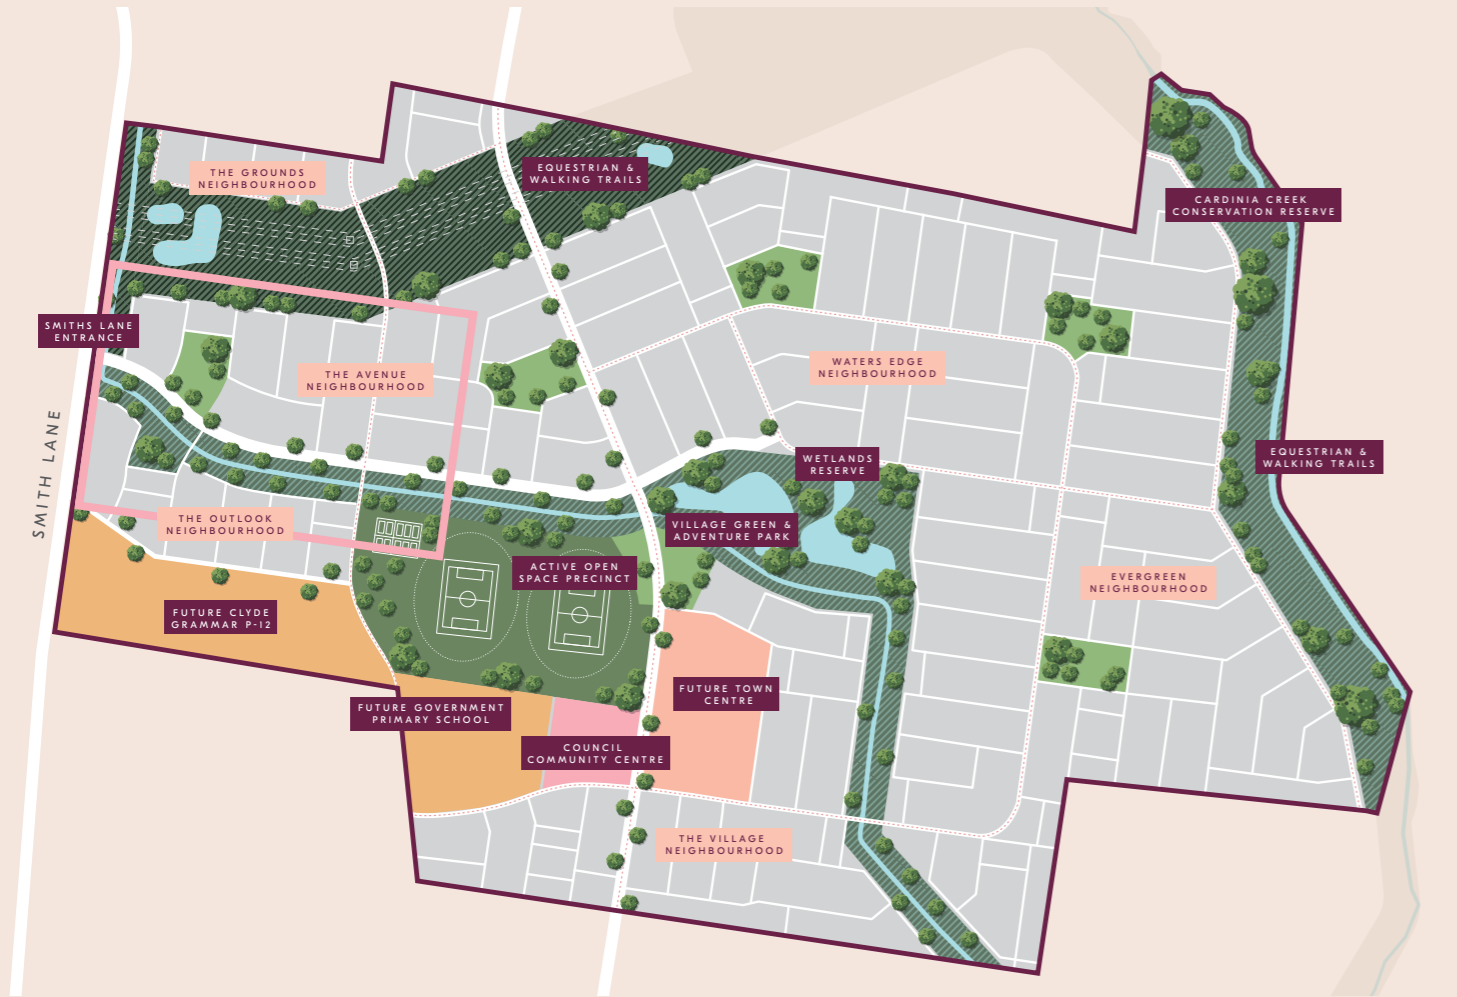 THE GROUNDS
NEIGHBOURHOOD
EQUESTRIAN &
WALKING TRAILS
CARDINIA CREEK
CONSERVATION RESERVE
SMITHS LANE
ENTRANCE
THE AVENUE
NEIGHBOURHOOD
WATERS EDGE
NEIGHBOURHOOD
SMITH LANE
WETLANDS
RESERVE
EQUESTRIAN &
WALKING TRAILS
THE OUTLOOK
NEIGHBOURHOOD
VILLAGE GREEN &
ADVENTURE PARK
ACTIVE OPEN
SPACE PRECINCT
EVERGREEN
NEIGHBOURHOOD
FUTURE CLYDE
GRAMMAR P-12
FUTURE TOWN
CENTRE
FUTURE GOVERNMENT
PRIMARY SCHOOL
COUNCIL
COMMUNITY CENTRE
THE VILLAGE
NEIGHBOURHOOD